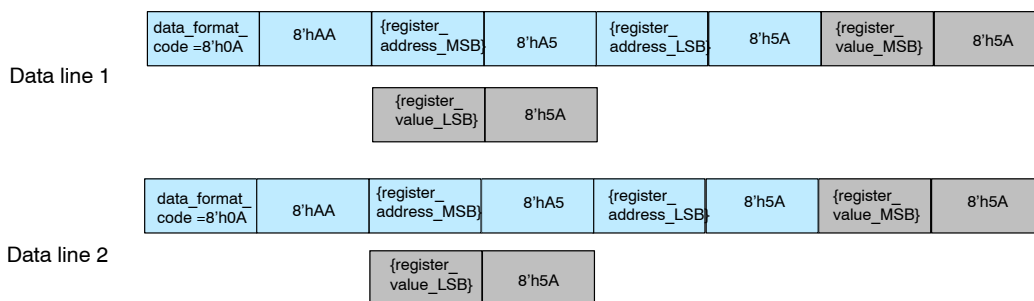 data_format_
code =8'h0A
8'hAA
{register_
address_MSB}
8'hA5
{register_
address_LSB}
8'h5A
{register_
value_MSB}
8'h5A
Data line 1
{register_
value_LSB}
8'h5A
data_format_
code =8'h0A
8'hAA
{register_
address_MSB}
8'hA5
{register_
address_LSB}
8'h5A
{register_
value_MSB}
8'h5A
Data line 2
{register_
value_LSB}
8'h5A